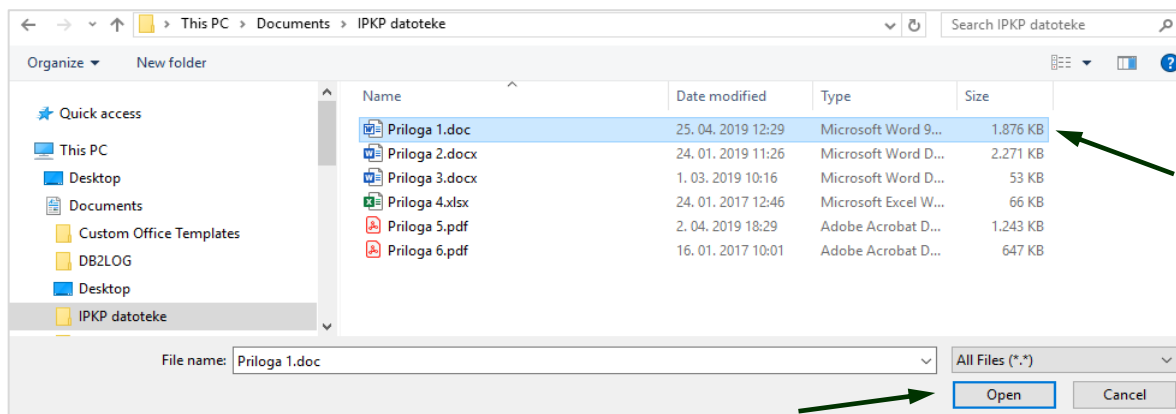 This PC > Documents > IPKP datoteke Search IPKP datoteke
Organize New folder
Name Date modified Type Size
Quick access
This PC
Desktop
Documents
Custom Office Templates
DB2LOG
Desktop
IPKP datoteke
Priloga 1.doc 25. 04. 2019 12:29 Microsoft Word 9... 1.876 KB
Priloga 2.docx 24. 01. 2019 11:26 Microsoft Word D... 2.271 KB
Priloga 3.docx 1. 03. 2019 10:16 Microsoft Word D... 53 KB
Priloga 4.xlsx 24. 01. 2017 12:46 Microsoft Excel W... 66 KB
Priloga 5.pdf 2. 04. 2019 18:29 Adobe Acrobat D... 1.243 KB
Priloga 6.pdf 16. 01. 2017 10:01 Adobe Acrobat D... 647 KB
File name: Priloga 1.doc All Files (*.*)
Open Cancel